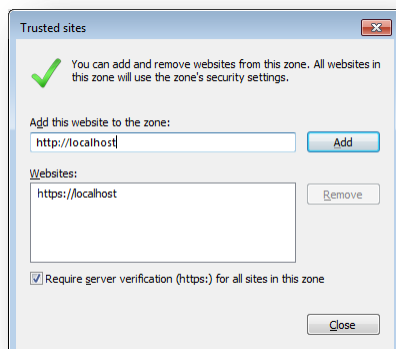 Trusted sites
You can add and remove websites from this zone. All websites in
this zone will use the zone's security settings.
Add this website to the zone:
http://localhost
Add
Websites:
https://localhost
Remove
Require server verification (https:) for all sites in this zone
Close